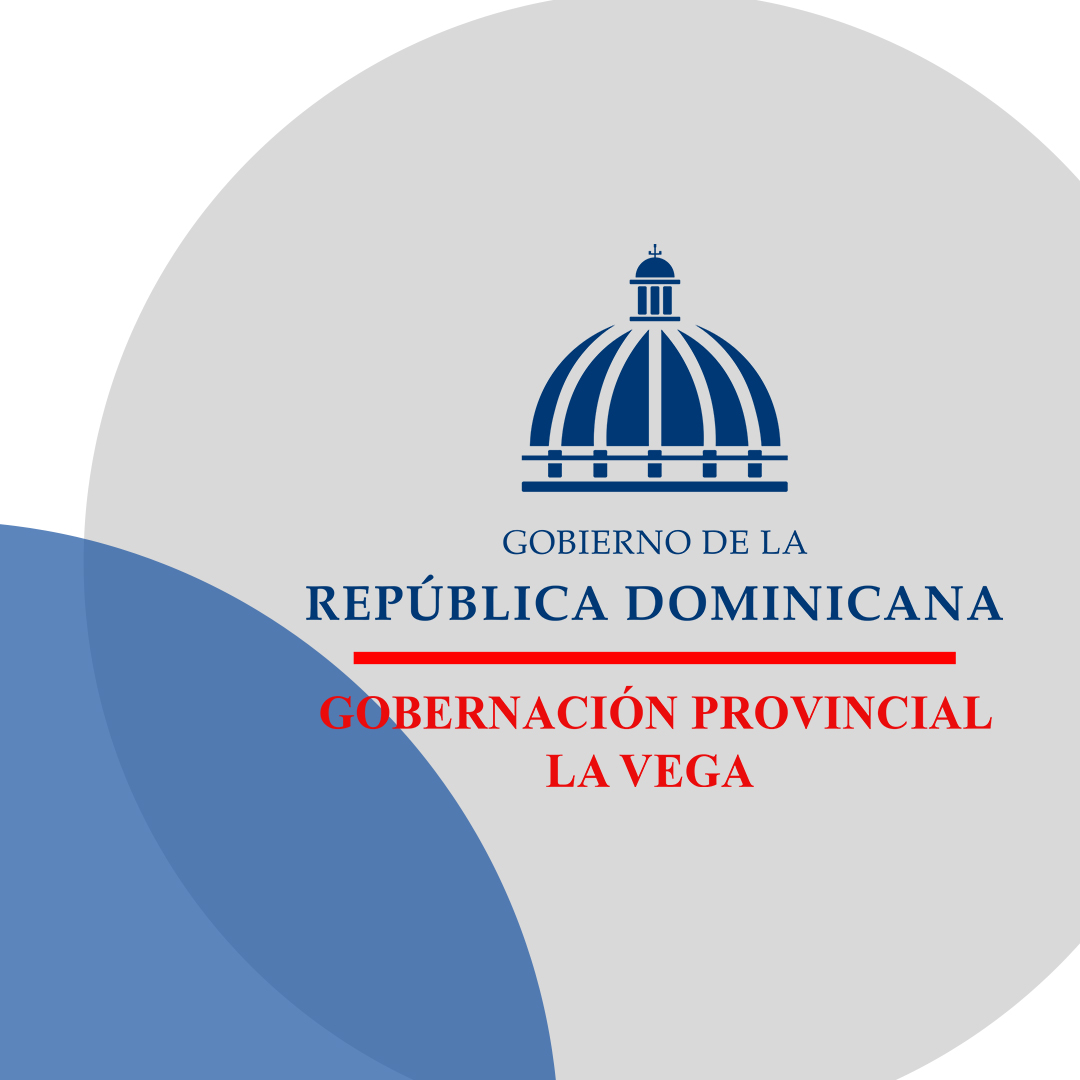 GOBIERNO DE LA
REPÚBLICA DOMINICANA
GOBERNACIÓN PROVINCIAL
LA VEGA